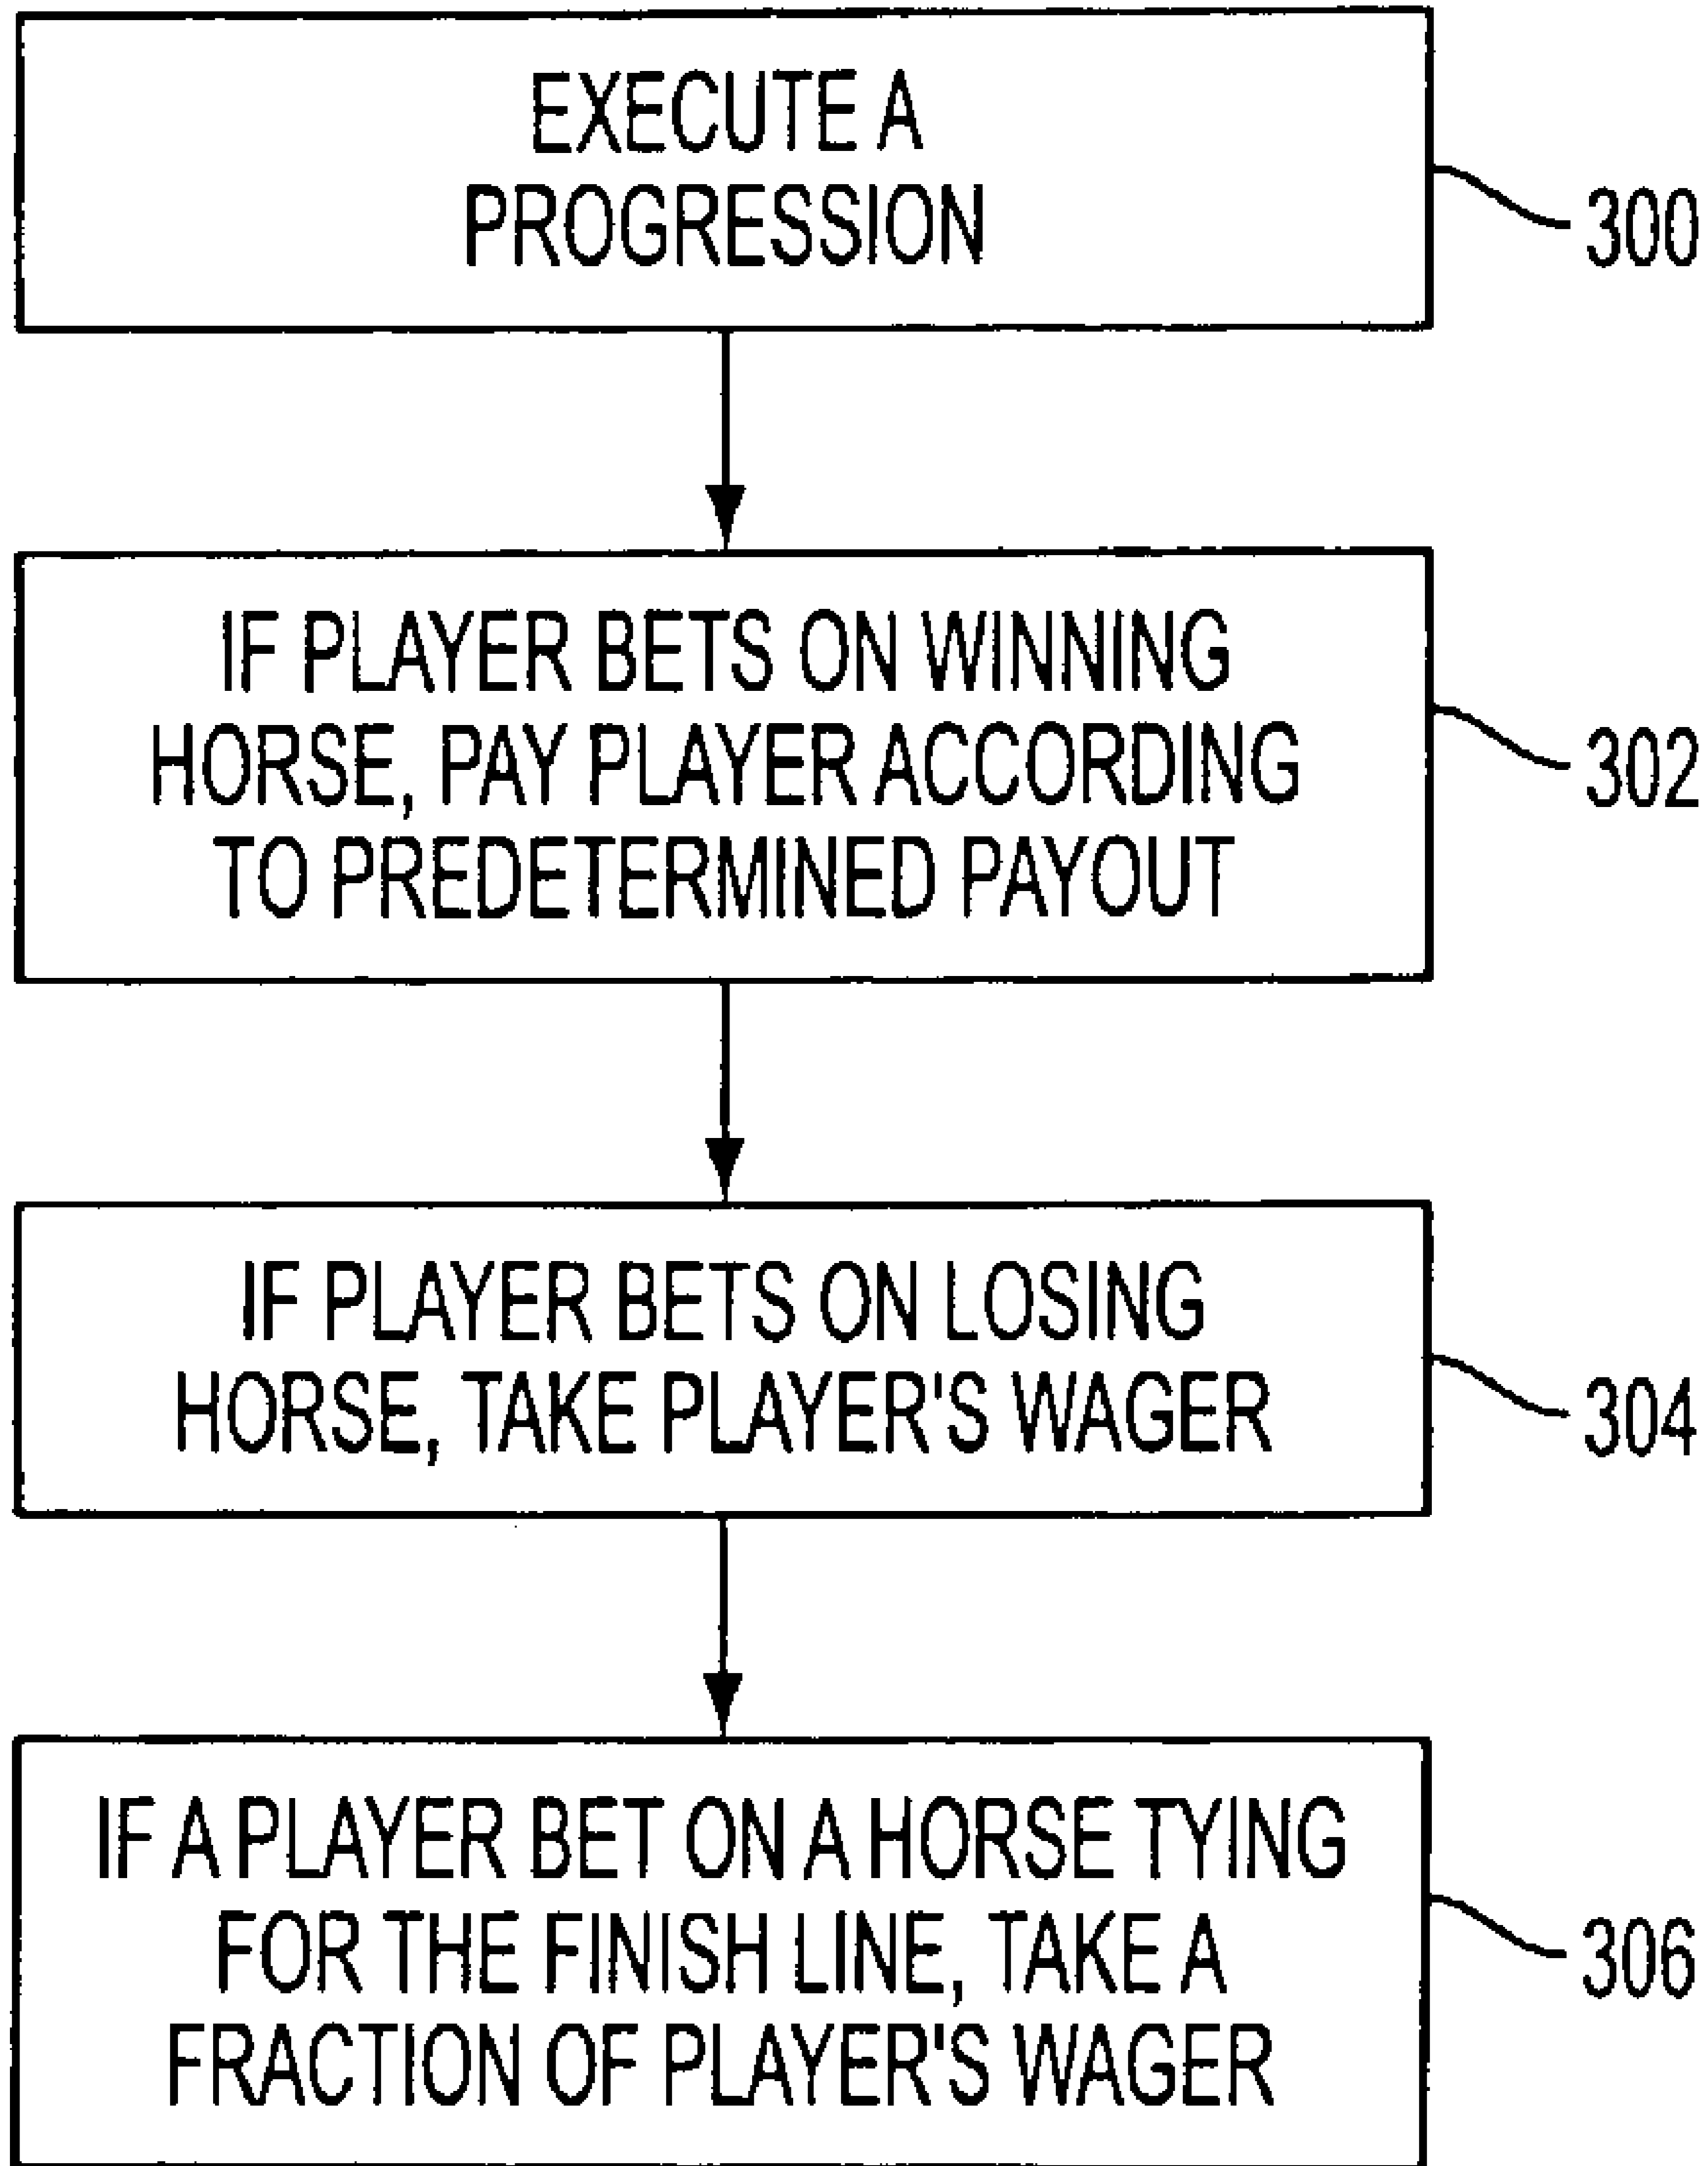 EXECUTE A
PROGRESSION
300
IF PLAYER BETS ON WINNING
HORSE, PAY PLAYER ACCORDING
TO PREDETERMINED PAYOUT
302
IF PLAYER BETS ON LOSING
HORSE, TAKE PLAYER'S WAGER
304
IF A PLAYER BET ON A HORSE TYING
FOR THE FINISH LINE, TAKE A
FRACTION OF PLAYER'S WAGER
306